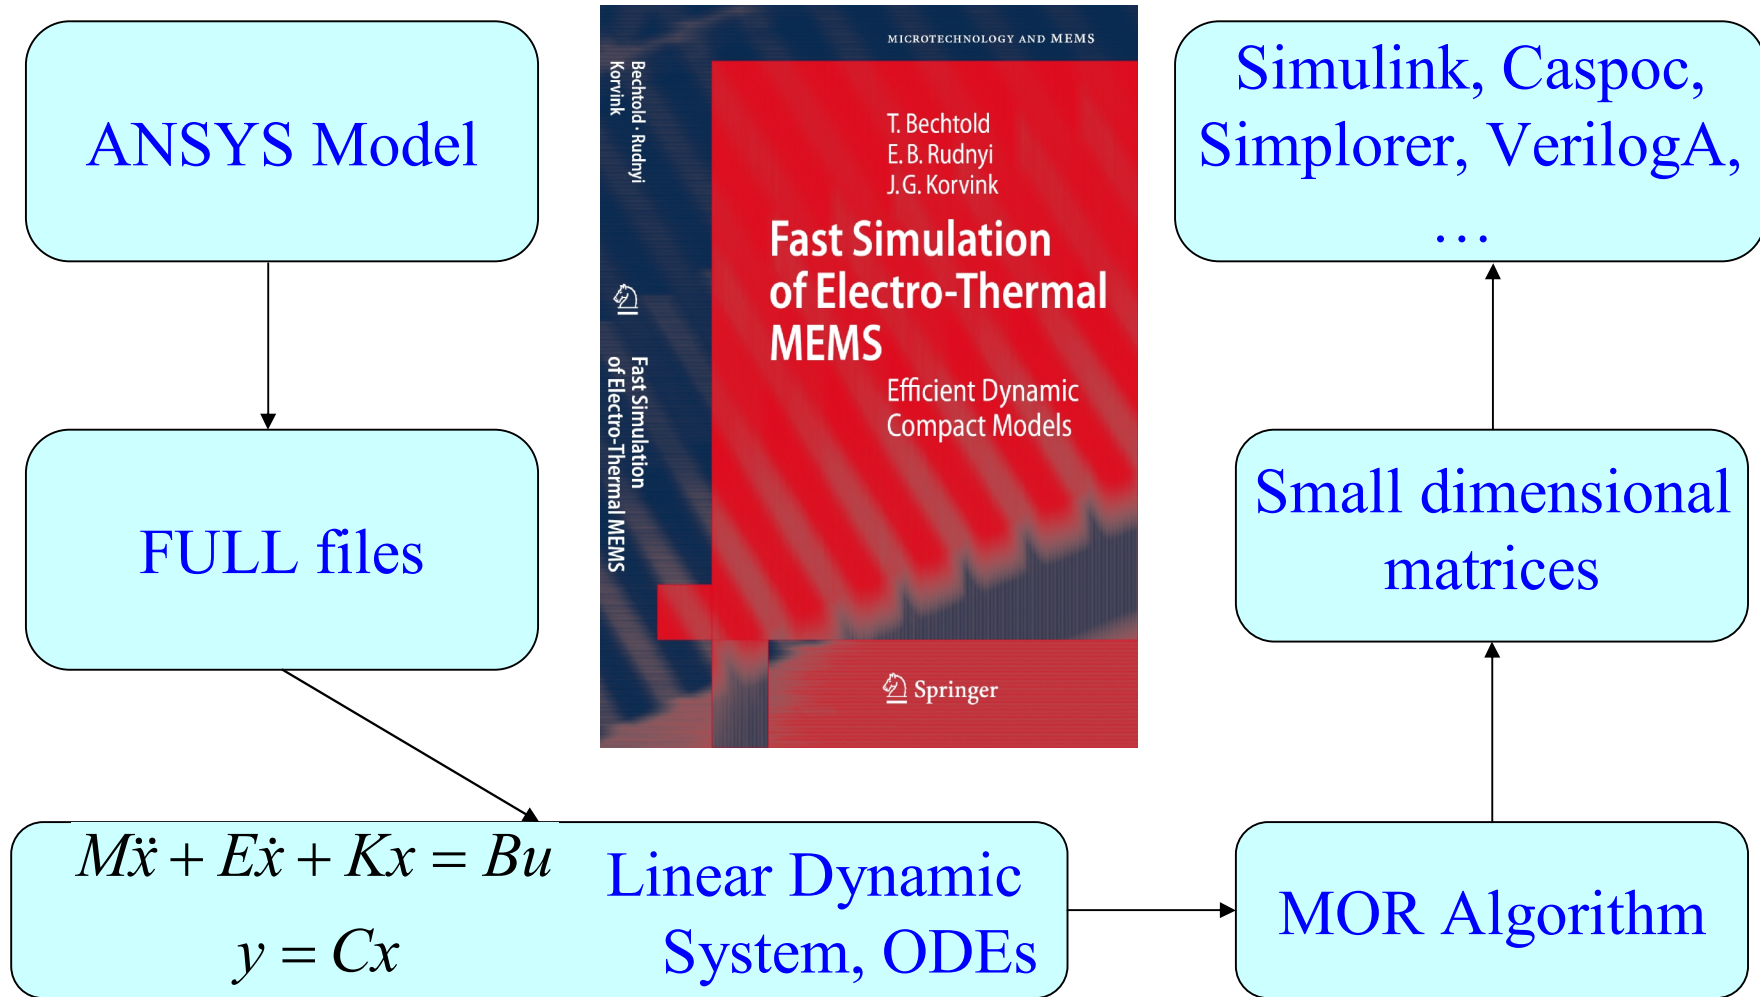 ANSYS Model
FULL files
Mẍ + Eẋ + Kx = Bu
y = Cx
Linear Dynamic
System, ODEs
MOR Algorithm
Small dimensional
matrices
Simulink, Caspoc,
Simplorer, VerilogA,
…
Bechtold · Rudnyi
Korvink
Fast Simulation
of Electro-Thermal MEMS
MICROTECHNOLOGY AND MEMS
T. Bechtold
E. B. Rudnyi
J. G. Korvink
Fast Simulation
of Electro-Thermal
MEMS
Efficient Dynamic
Compact Models
Springer